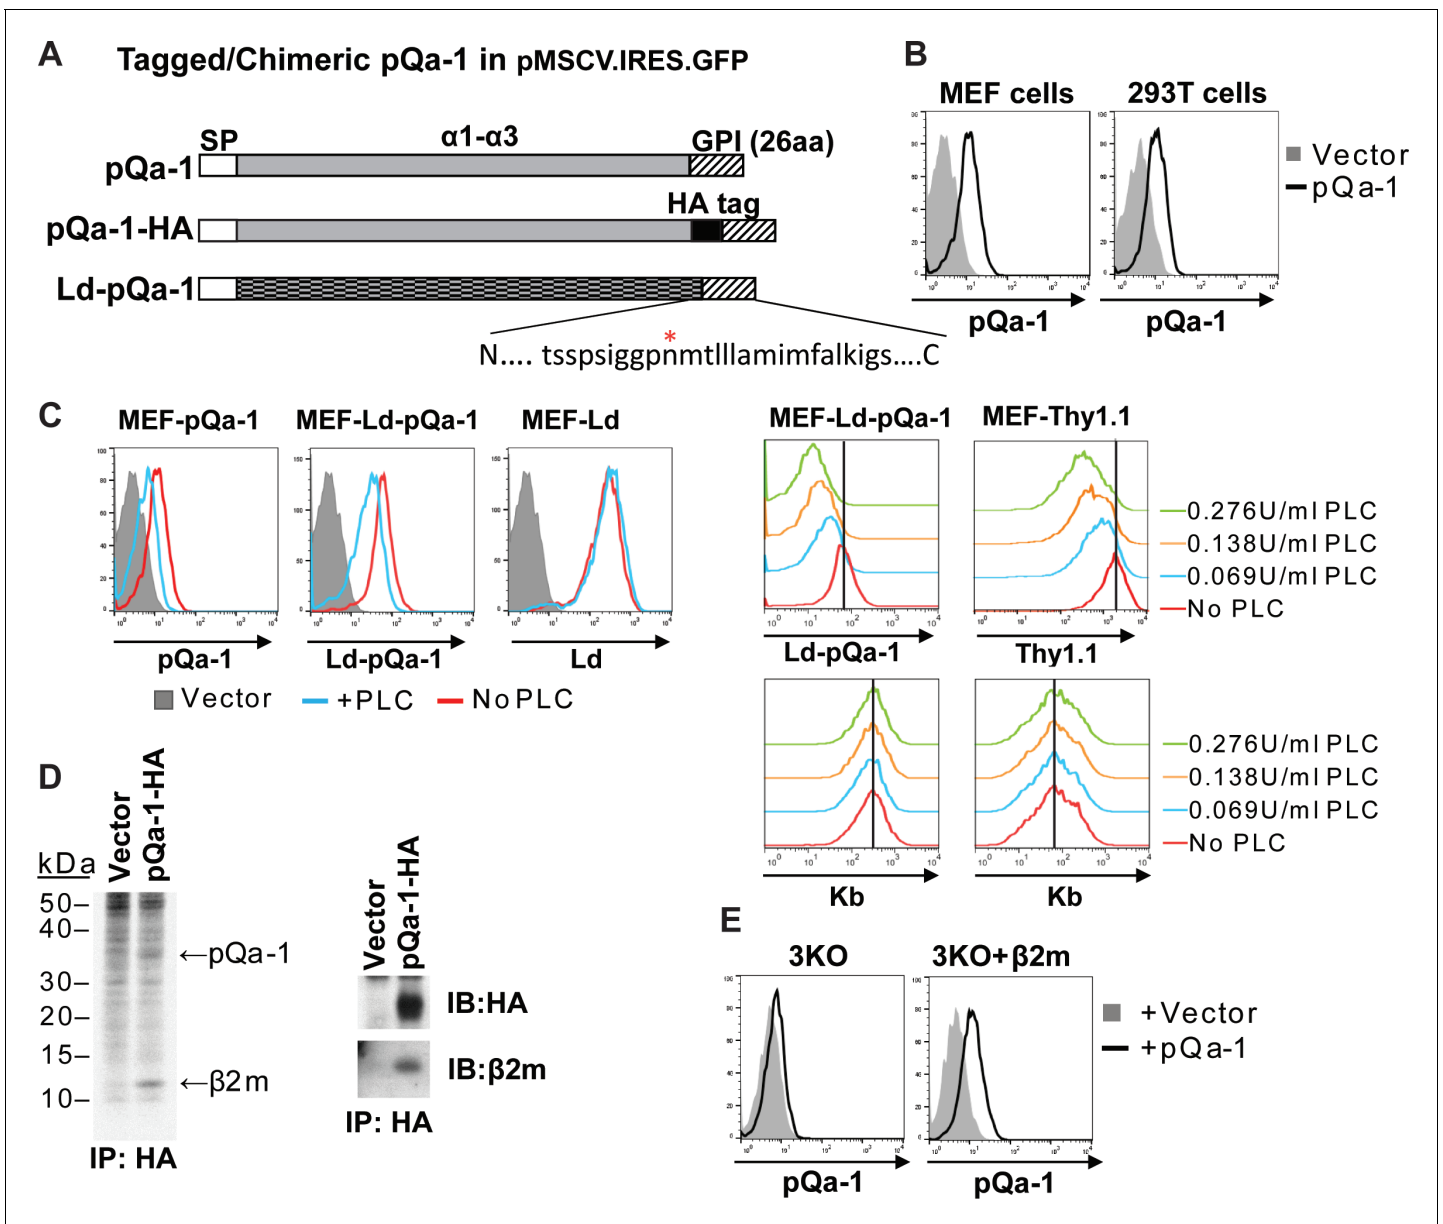 A Tagged/Chimeric pQa-1 in pMSCV.IRES.GFP
SP α1-α3 GPI (26aa)
pQa-1
HA tag
pQa-1-HA
Ld-pQa-1
*
N.... tsspsiggpnmtlllamimfalkigs....C
B
MEF cells 293T cells
Vector
pQa-1
pQa-1 pQa-1
C
MEF-pQa-1 MEF-Ld-pQa-1 MEF-Ld
pQa-1 Ld-pQa-1 Ld
Vector +PLC No PLC
MEF-Ld-pQa-1 MEF-Thy1.1
0.276U/ml PLC
0.138U/ml PLC
0.069U/ml PLC
No PLC
Ld-pQa-1 Thy1.1
0.276U/ml PLC
0.138U/ml PLC
0.069U/ml PLC
No PLC
Kb Kb
D
Vector
pQa-1-HA
kDa
50
40
30
20
15
10
←pQa-1
←β2m
IP: HA
Vector
pQa-1-HA
IB:HA
IB:β2m
IP: HA
E
3KO 3KO+β2m
+Vector
+pQa-1
pQa-1 pQa-1